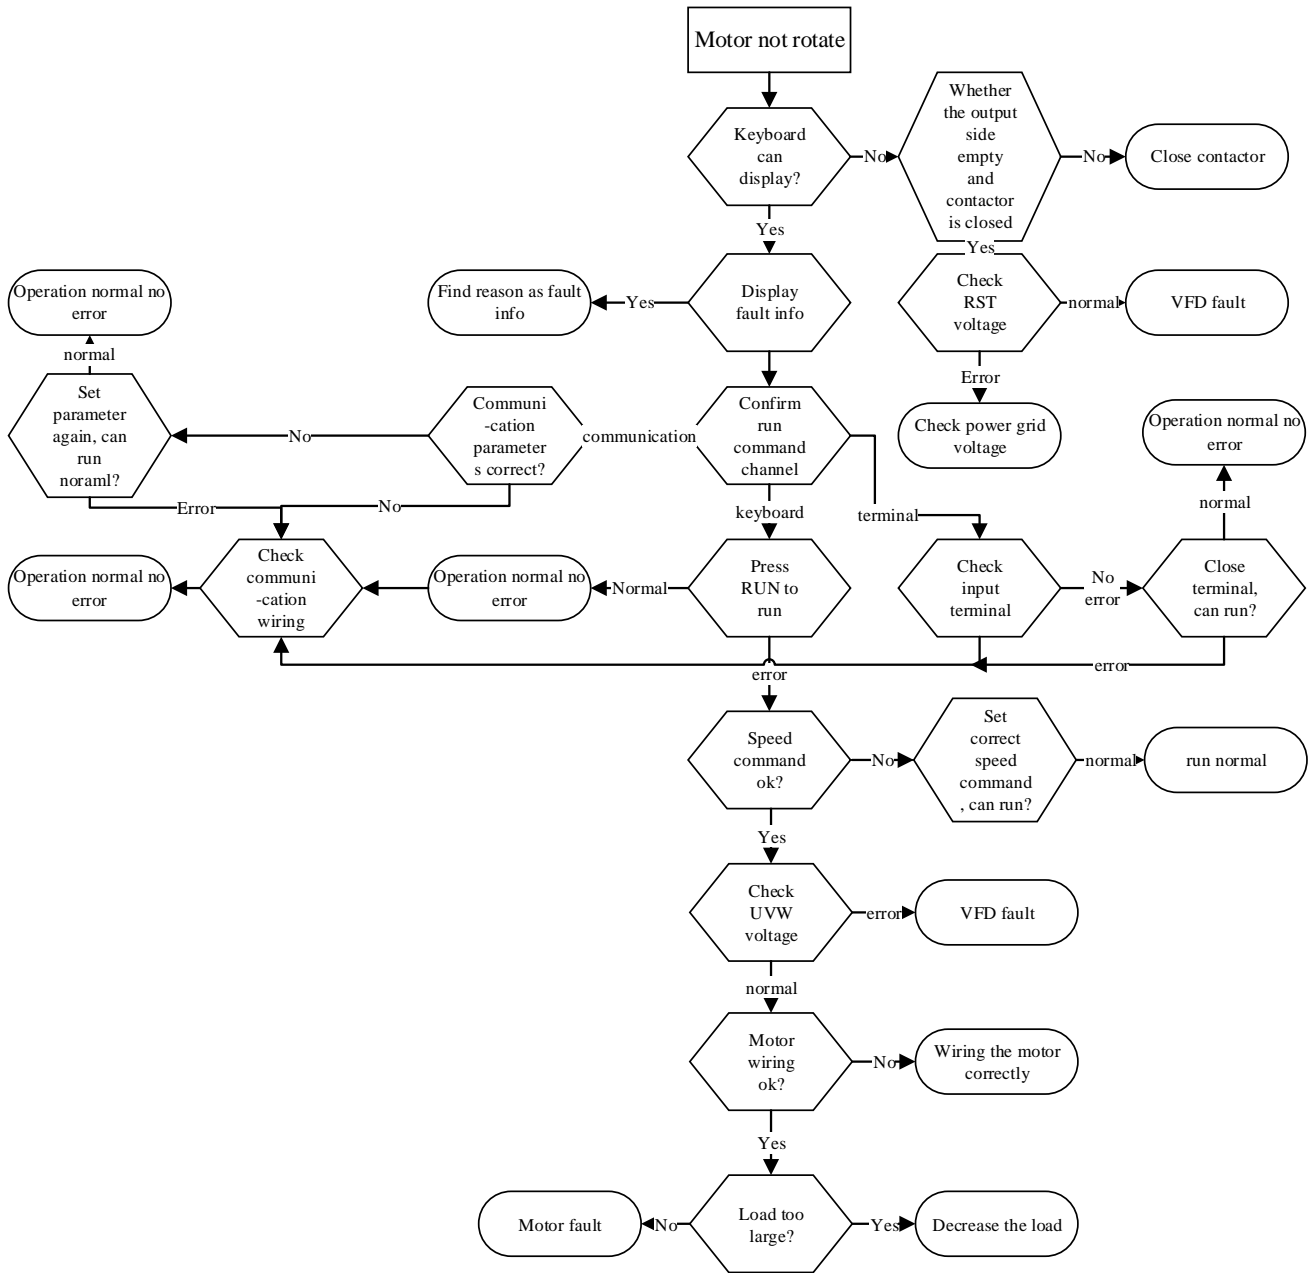 Motor not rotate
Keyboard
can
display?
No
Whether
the output
side
empty
and
contactor
is closed
No
Close contactor
Yes
Yes
Operation normal no
error
Find reason as fault
info
Yes
Display
fault info
Check
RST
voltage
normal
VFD fault
normal
Error
Set
parameter
again, can
run
noraml?
No
Communi
-cation
parameter
s correct?
communication
Confirm
run
command
channel
Check power grid
voltage
Operation normal no
error
Error
No
keyboard
terminal
normal
Operation normal no
error
Check
communi
-cation
wiring
Operation normal no
error
Normal
Press
RUN to
run
Check
input
terminal
No
error
Close
terminal,
can run?
error
error
Speed
command
ok?
No
Set
correct
speed
command
, can run?
normal
run normal
Yes
Check
UVW
voltage
error
VFD fault
normal
Motor
wiring
ok?
No
Wiring the motor
correctly
Yes
Motor fault
No
Load too
large?
Yes
Decrease the load